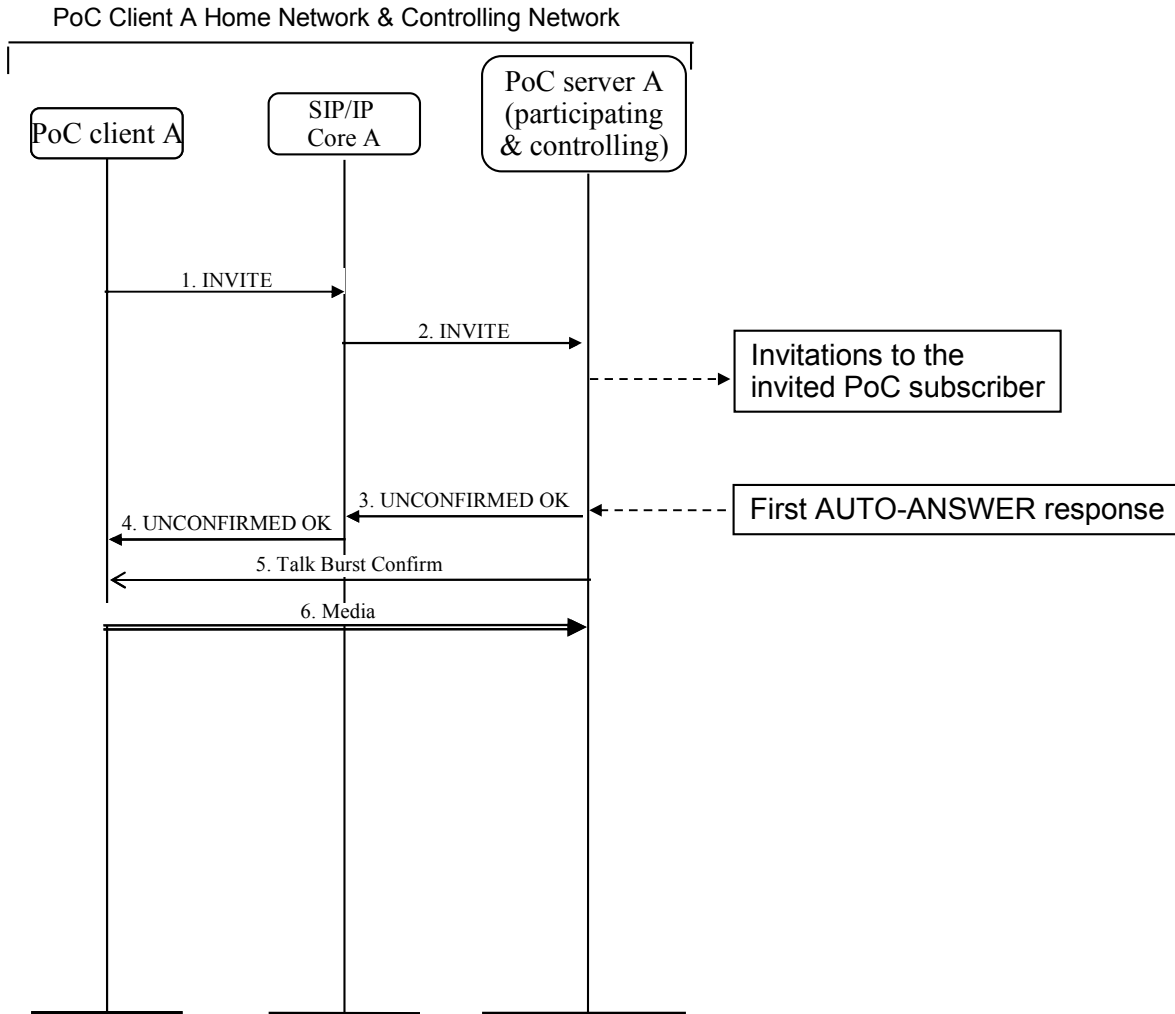 PoC Client A Home Network & Controlling Network
PoC client A
SIP/IP
Core A
PoC server A
(participating
& controlling)
1. INVITE
2. INVITE
Invitations to the
invited PoC subscriber
3. UNCONFIRMED OK
First AUTO-ANSWER response
4. UNCONFIRMED OK
5. Talk Burst Confirm
6. Media